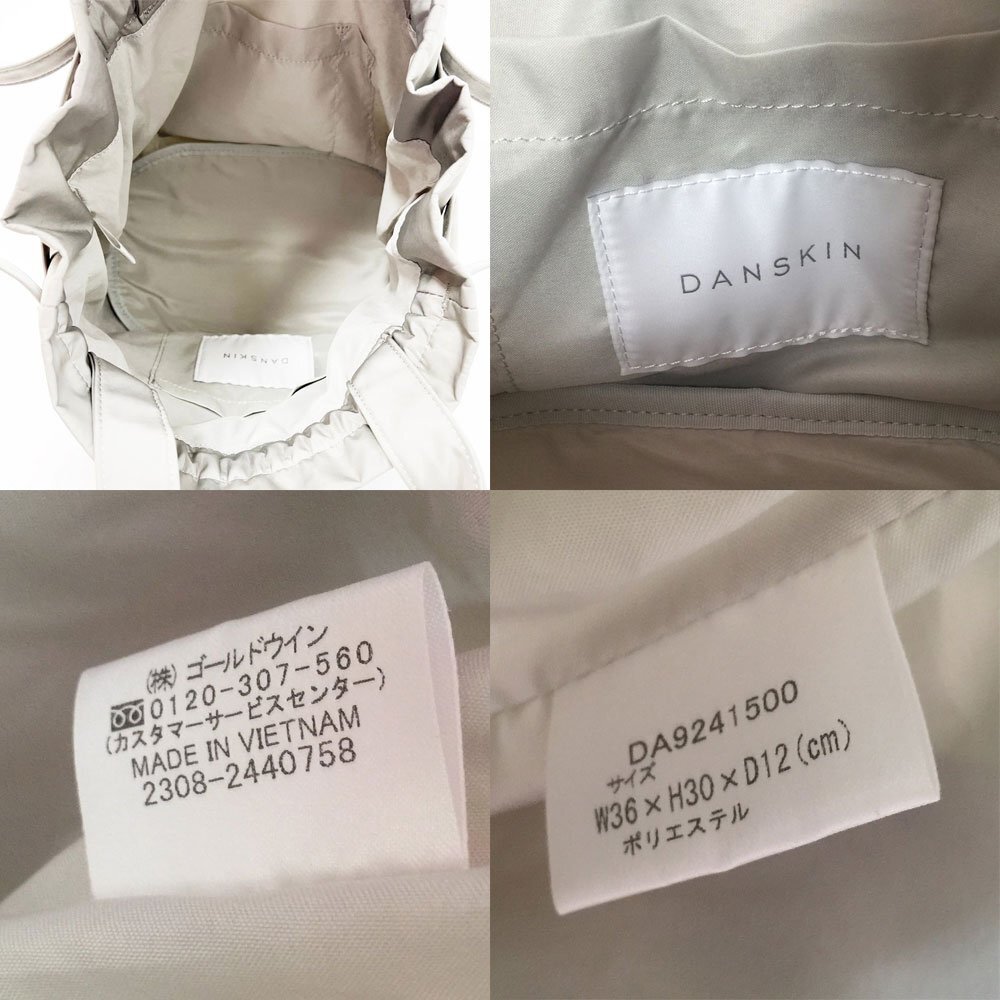 DANSKIN
DANSKIN
(株)ゴールドウイン
0120-307-560
(カスタマーサービスセンター)
MADE IN VIETNAM
2308-2440758
DA9241500
サイズ
W36×H30×D12(cm)
ポリエステル